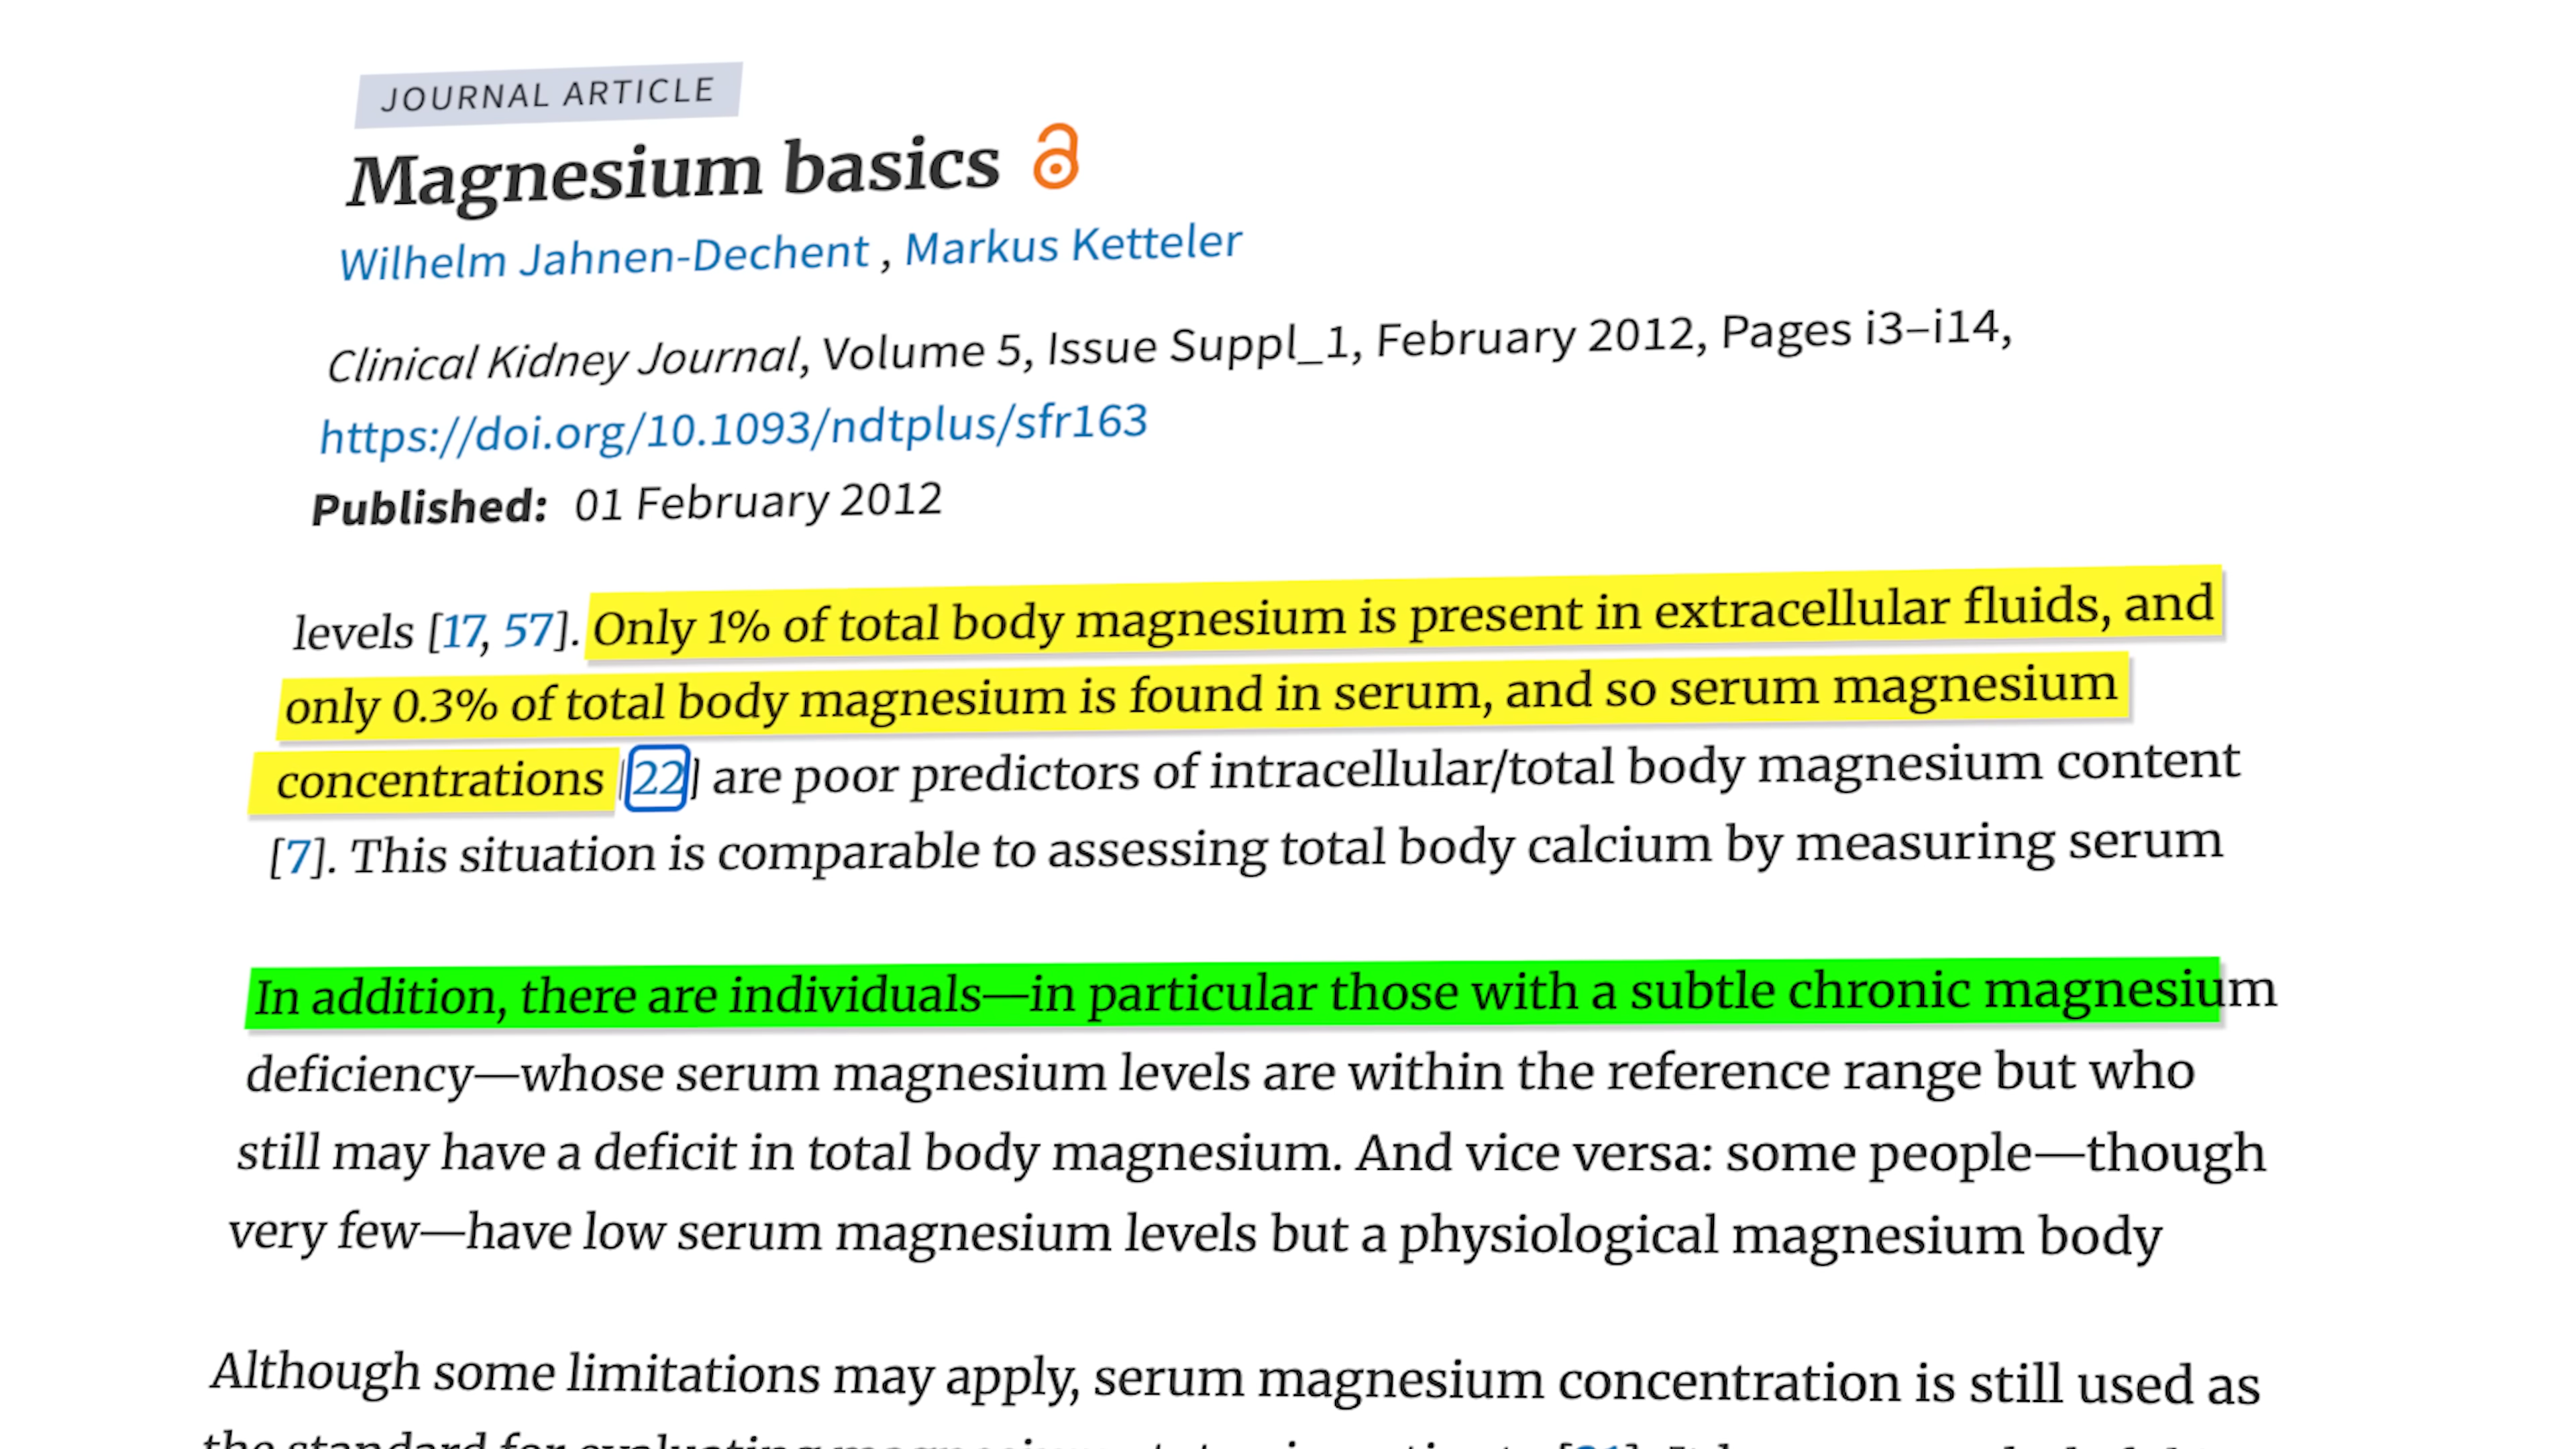 JOURNAL ARTICLE
Magnesium basics
Wilhelm Jahnen-Dechent , Markus Ketteler
Clinical Kidney Journal, Volume 5, Issue Suppl_1, February 2012, Pages i3–i14,
https://doi.org/10.1093/ndtplus/sfr163
Published: 01 February 2012
levels [17, 57]. Only 1% of total body magnesium is present in extracellular fluids, and
only 0.3% of total body magnesium is found in serum, and so serum magnesium
concentrations [22] are poor predictors of intracellular/total body magnesium content
[7]. This situation is comparable to assessing total body calcium by measuring serum
In addition, there are individuals—in particular those with a subtle chronic magnesium
deficiency—whose serum magnesium levels are within the reference range but who
still may have a deficit in total body magnesium. And vice versa: some people—though
very few—have low serum magnesium levels but a physiological magnesium body
Although some limitations may apply, serum magnesium concentration is still used as
the standard for evaluating magnesium